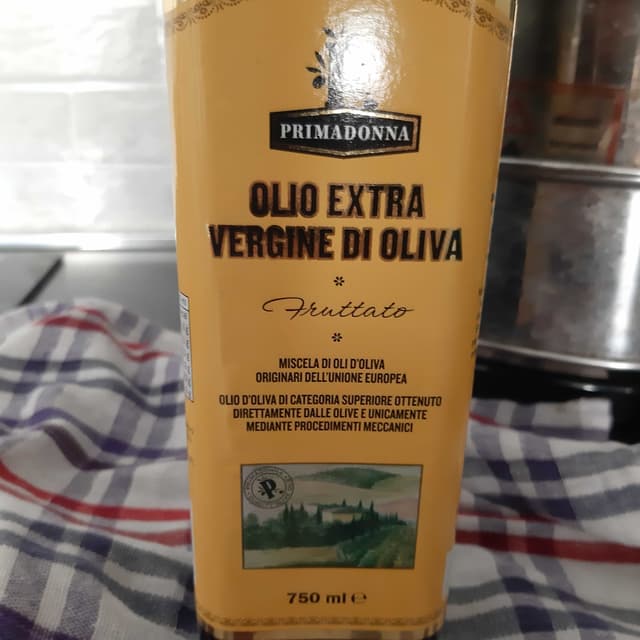 PRIMADONNA
OLIO EXTRA
VERGINE DI OLIVA
*
Fruttato
*
MISCELA DI OLI D'OLIVA
ORIGINARI DELL'UNIONE EUROPEA
OLIO D'OLIVA DI CATEGORIA SUPERIORE OTTENUTO
DIRETTAMENTE DALLE OLIVE E UNICAMENTE
MEDIANTE PROCEDIMENTI MECCANICI
P
750 ml ℮